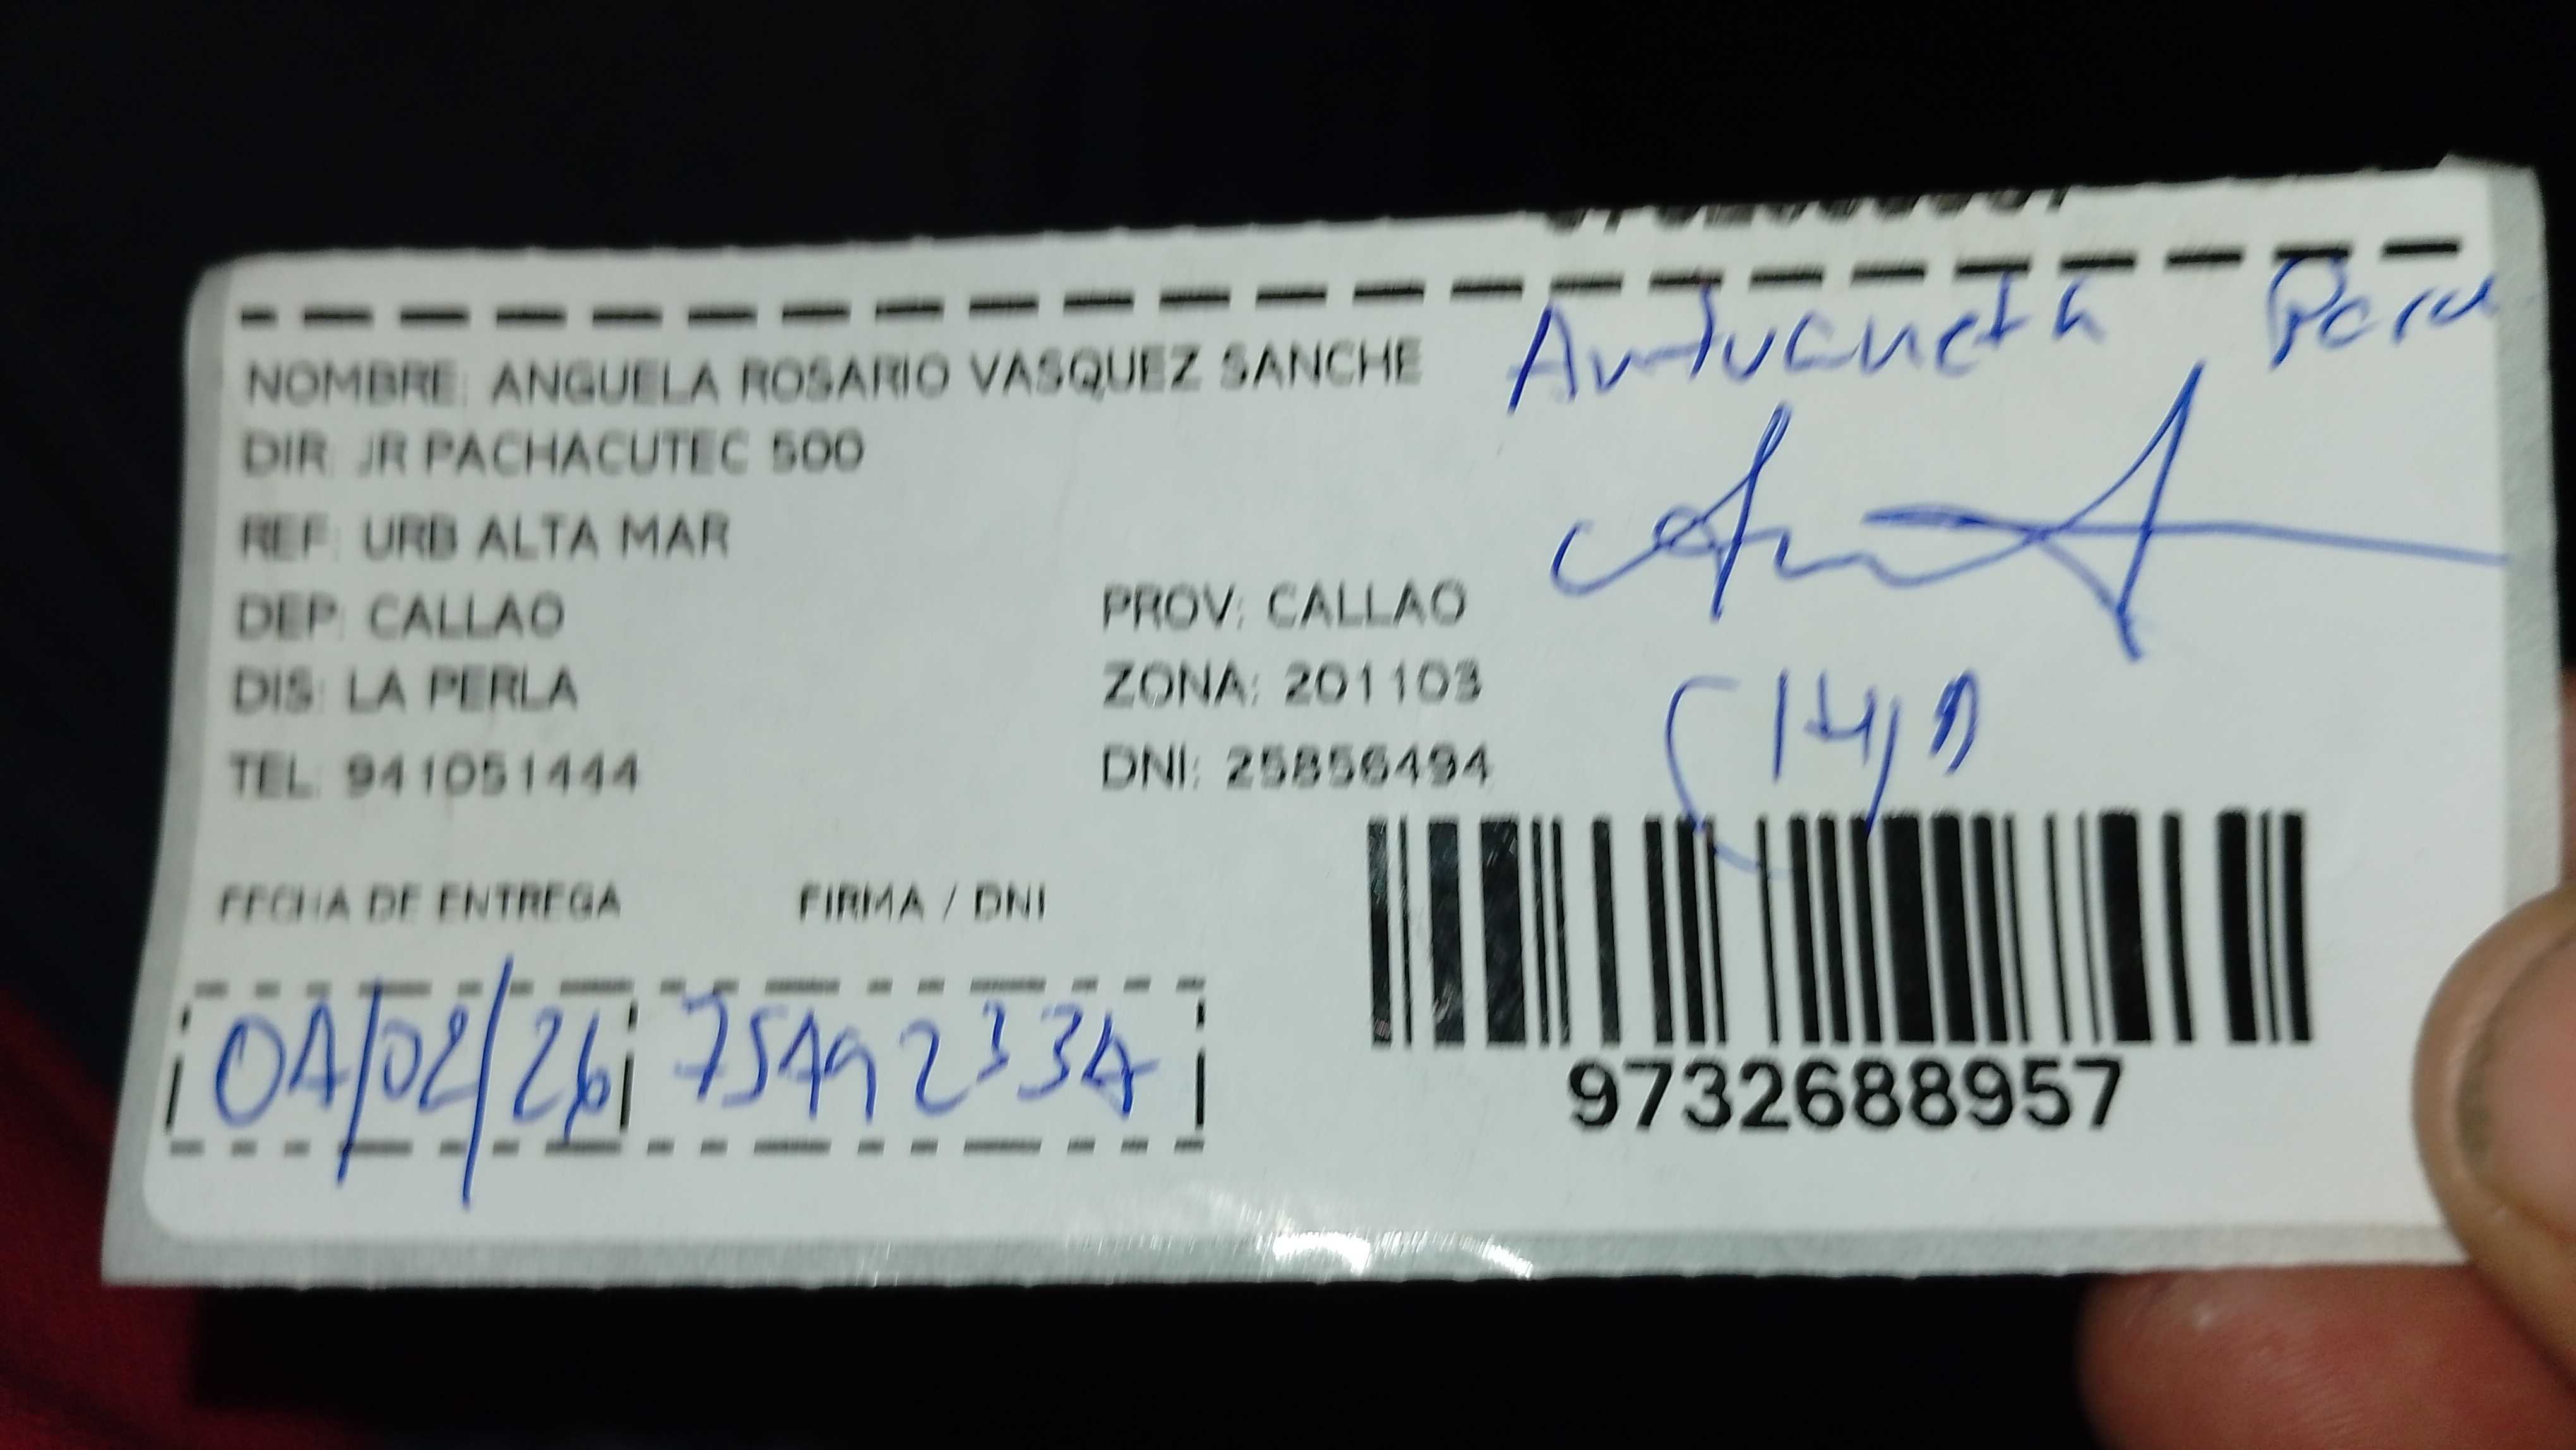 NOMBRE: ANGUELA ROSARIO VASQUEZ SANCHE
DIR: JR PACHACUTEC 500
REF: URB ALTA MAR
DEP: CALLAO
PROV: CALLAO
DIS: LA PERLA
ZONA: 201103
TEL: 941051444
DNI: 25856494
FECHA DE ENTREGA
FIRMA / DNI
04/02/26
75492334
9732688957